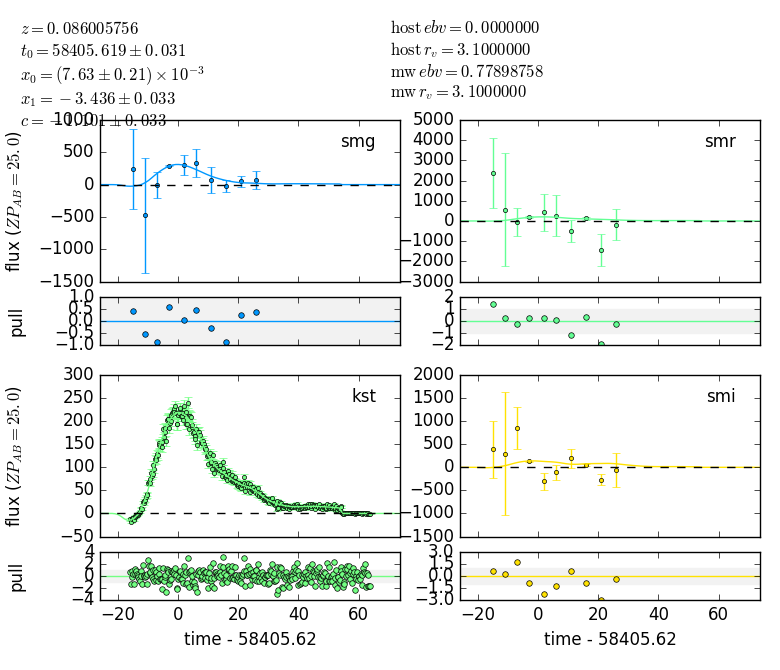 z = 0.086005756
t0 = 58405.619 ± 0.031
x0 = (7.63 ± 0.21) × 10^−3
x1 = −3.436 ± 0.033
c = −1.101 ± 0.033
host ebv = 0.0000000
host r_v = 3.1000000
mw ebv = 0.77898758
mw r_v = 3.1000000
flux (ZP_AB = 25.0)
1000
500
0
−500
−1000
−1500
smg
5000
4000
3000
2000
1000
0
−1000
−2000
−3000
smr
pull
1.0
0.5
0.0
−0.5
−1.0
2
1
0
−1
−2
flux (ZP_AB = 25.0)
300
250
200
150
100
50
0
−50
kst
2000
1500
1000
500
0
−500
−1000
−1500
smi
pull
4
2
0
−2
−4
3.0
1.5
0.0
−1.5
−3.0
−20 0 20 40 60
−20 0 20 40 60
time - 58405.62
time - 58405.62